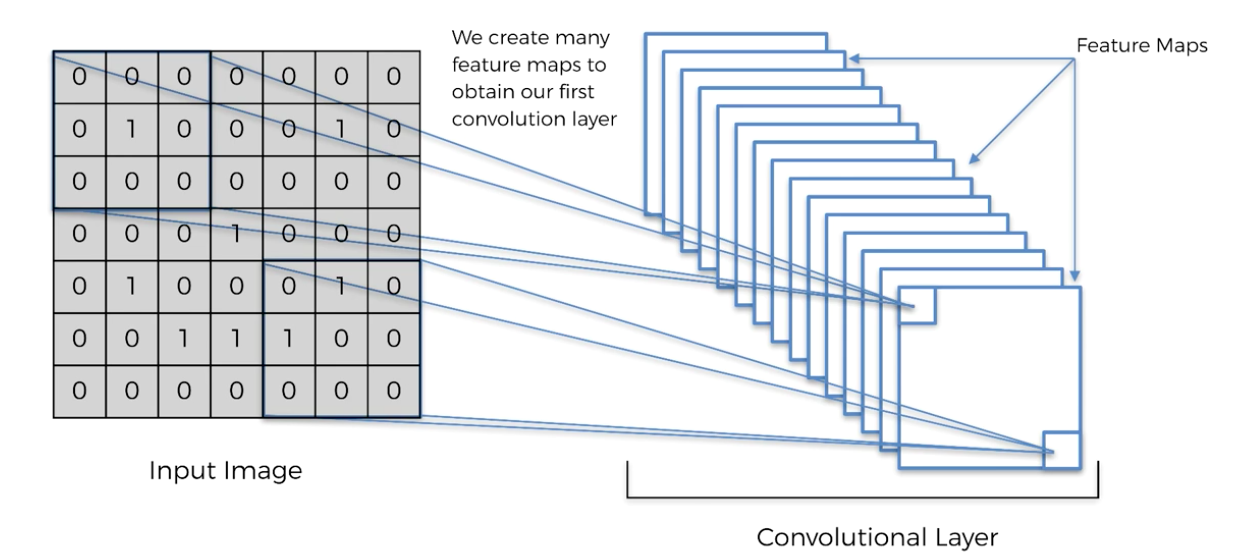 We create many
feature maps to
obtain our first
convolution layer
Feature Maps
0 0 0 0 0 0 0
0 1 0 0 0 1 0
0 0 0 0 0 0 0
0 0 0 1 0 0 0
0 1 0 0 0 1 0
0 0 1 1 1 0 0
0 0 0 0 0 0 0
Input Image
Convolutional Layer